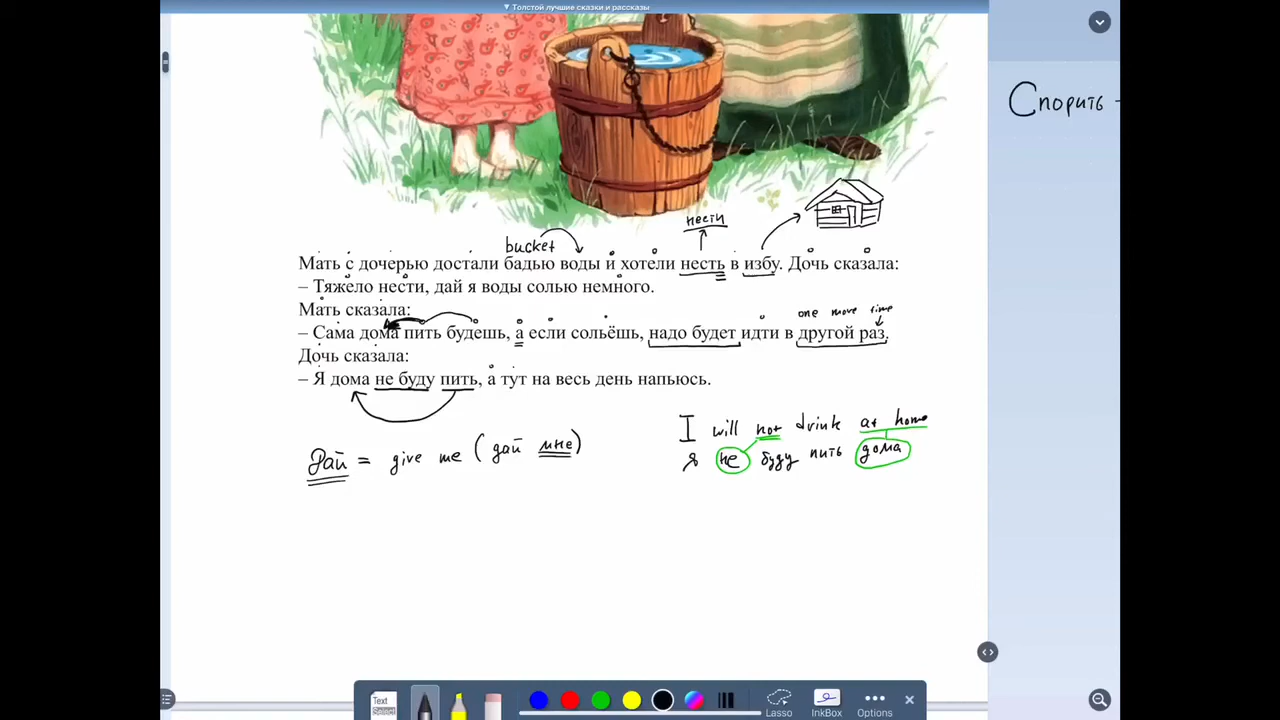 ▼ Толстой лучшие сказки и рассказы
Спорить -
нести
bucket
Мать с дочерью достали бадью воды и хотели несть в избу. Дочь сказала:
– Тяжело нести, дай я воды солью немного.
Мать сказала:
one more time
– Сама дома пить будешь, а если сольёшь, надо будет идти в другой раз.
Дочь сказала:
– Я дома не буду пить, а тут на весь день напьюсь.
I will not drink at home
Дай = give me (дай мне)
я не буду пить дома
Text
Select
Lasso
InkBox
Options